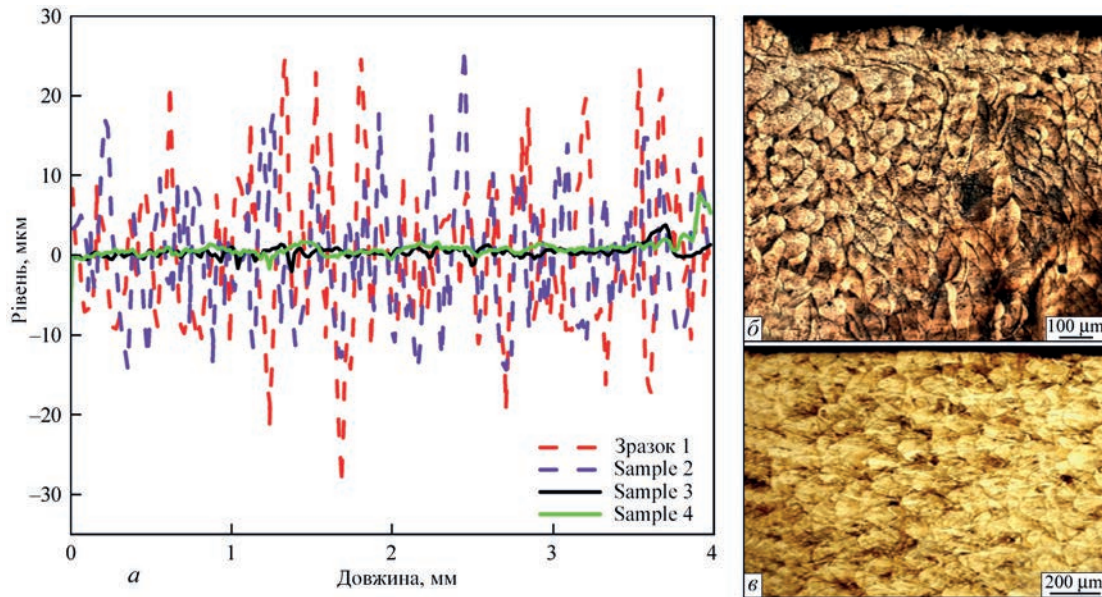 30
20
10
0
–10
–20
–30
Рівень, мкм
Зразок 1
Sample 2
Sample 3
Sample 4
0 1 2 3 4
а Довжина, мм
б 100 μm
в 200 μm